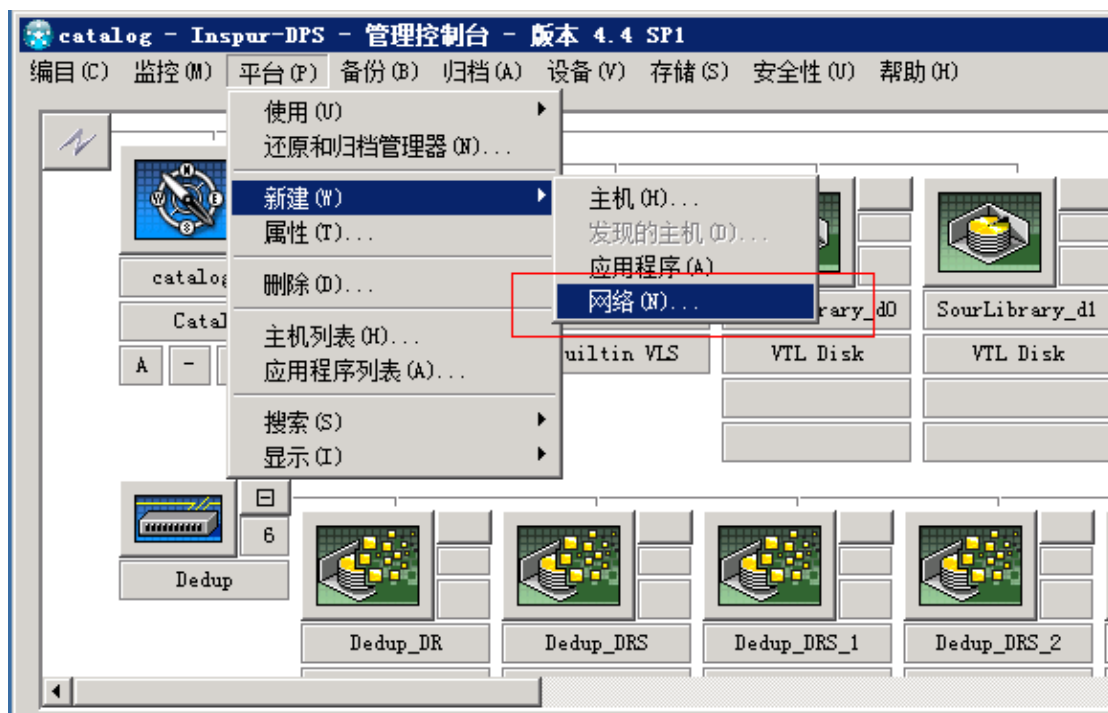 catalog - Inspur-DPS - 管理控制台 - 版本 4.4 SP1
编目(C) 监控(M) 平台(P) 备份(B) 归档(A) 设备(V) 存储(S) 安全性(U) 帮助(H)
使用(U)
还原和归档管理器(N)...
新建(W)
属性(T)...
删除(D)...
主机列表(H)...
应用程序列表(A)...
搜索(S)
显示(I)
主机(H)...
发现的主机(D)...
应用程序(A)
网络(N)...
catalog
Catal
A -
rary_d0 SourLibrary_d1
uiltin VLS VTL Disk VTL Disk
6
Dedup
Dedup_DR Dedup_DRS Dedup_DRS_1 Dedup_DRS_2